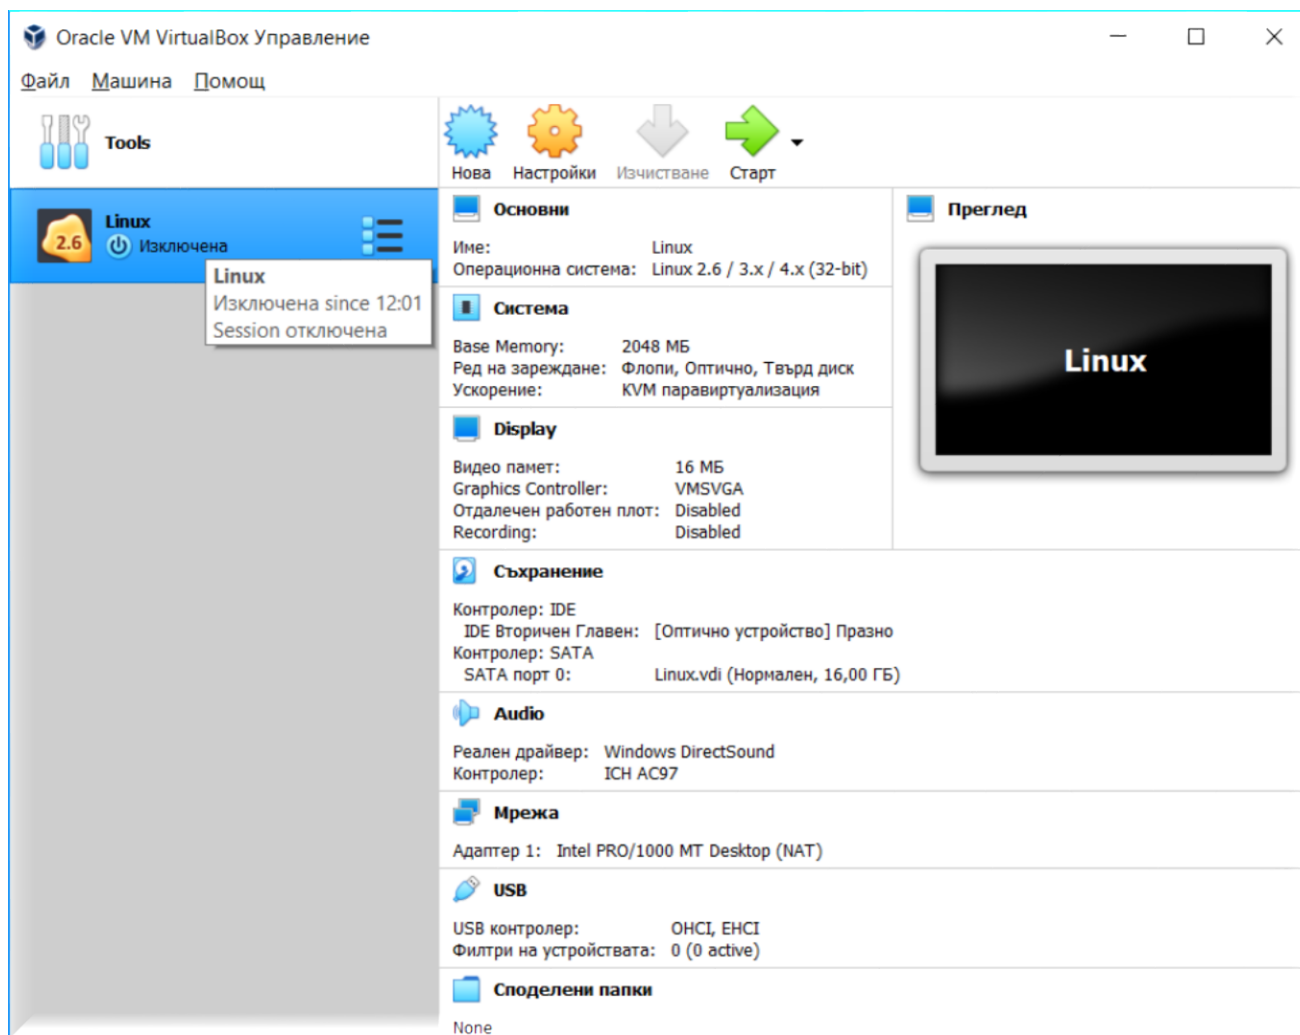 Oracle VM VirtualBox Управление
Файл Машина Помощ
Tools
Нова Настройки Изчистване Старт
Linux
2.6
Изключена
Linux
Изключена since 12:01
Session отключена
Основни
Име: Linux
Операционна система: Linux 2.6 / 3.x / 4.x (32-bit)
Система
Base Memory: 2048 МБ
Ред на зареждане: Флопи, Оптично, Твърд диск
Ускорение: KVM паравиртуализация
Display
Видео памет: 16 МБ
Graphics Controller: VMSVGA
Отдалечен работен плот: Disabled
Recording: Disabled
Преглед
Linux
Съхранение
Контролер: IDE
IDE Вторичен Главен: [Оптично устройство] Празно
Контролер: SATA
SATA порт 0: Linux.vdi (Нормален, 16,00 ГБ)
Audio
Реален драйвер: Windows DirectSound
Контролер: ICH AC97
Мрежа
Адаптер 1: Intel PRO/1000 MT Desktop (NAT)
USB
USB контролер: OHCI, EHCI
Филтри на устройствата: 0 (0 active)
Споделени папки
None